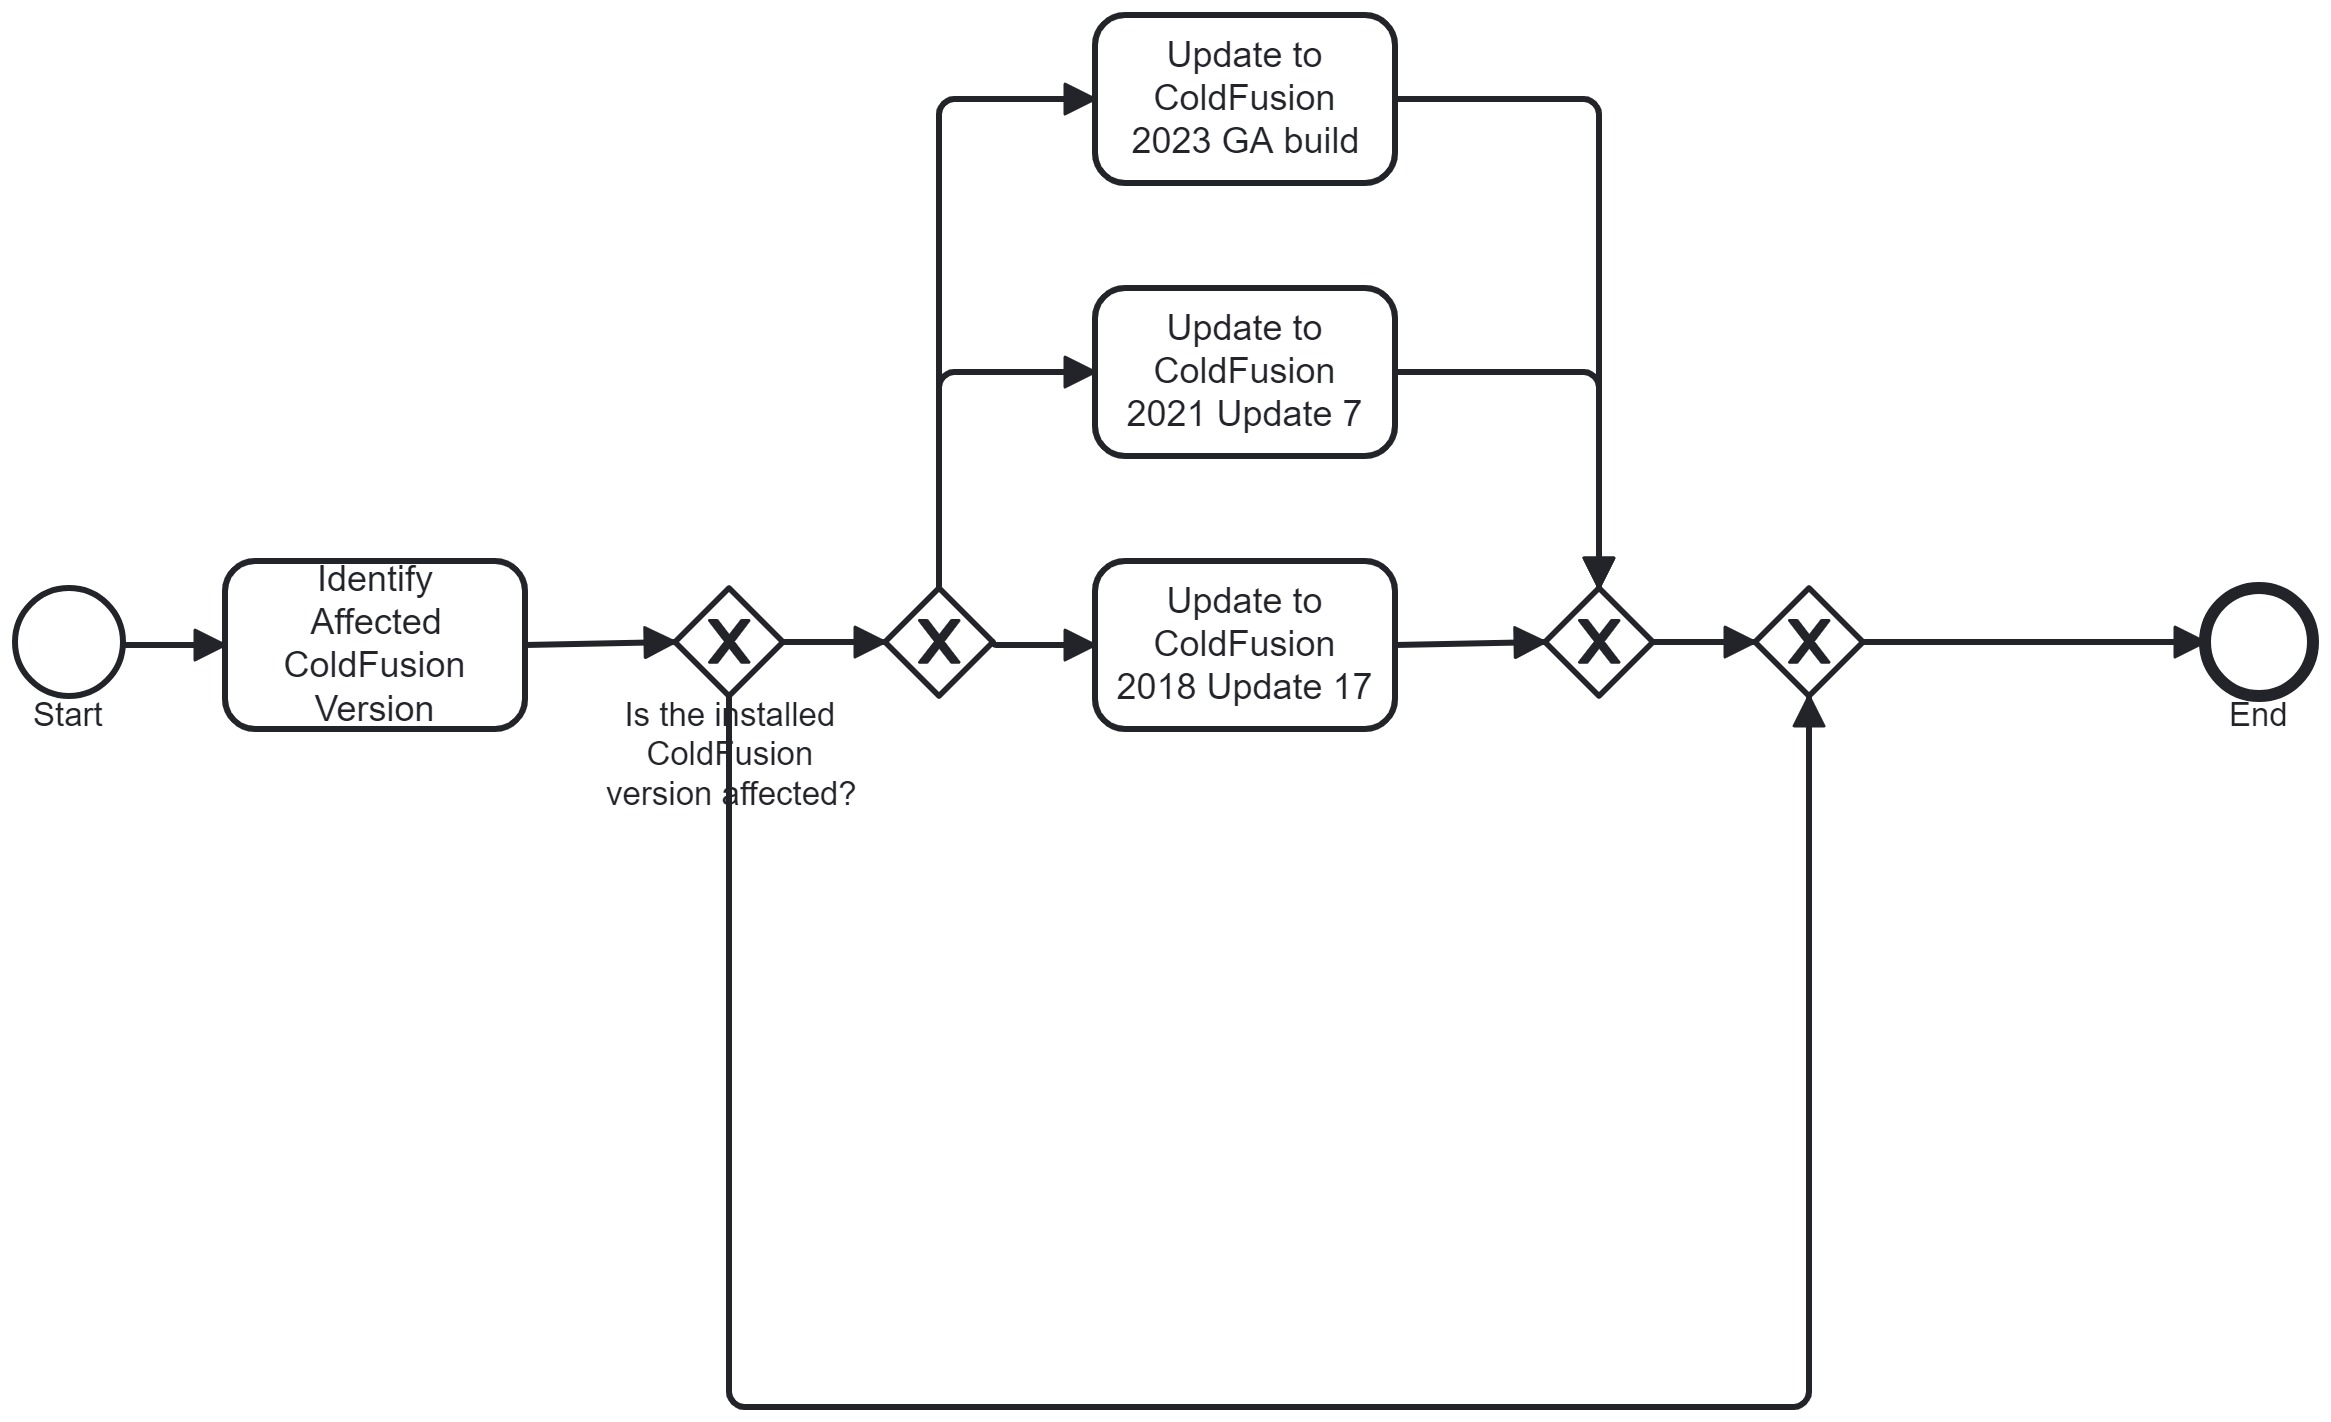 Update to
ColdFusion
2023 GA build
Update to
ColdFusion
2021 Update 7
Start
Identify
Affected
ColdFusion
Version
X
Is the installed
ColdFusion
version affected?
X
Update to
ColdFusion
2018 Update 17
X
X
End